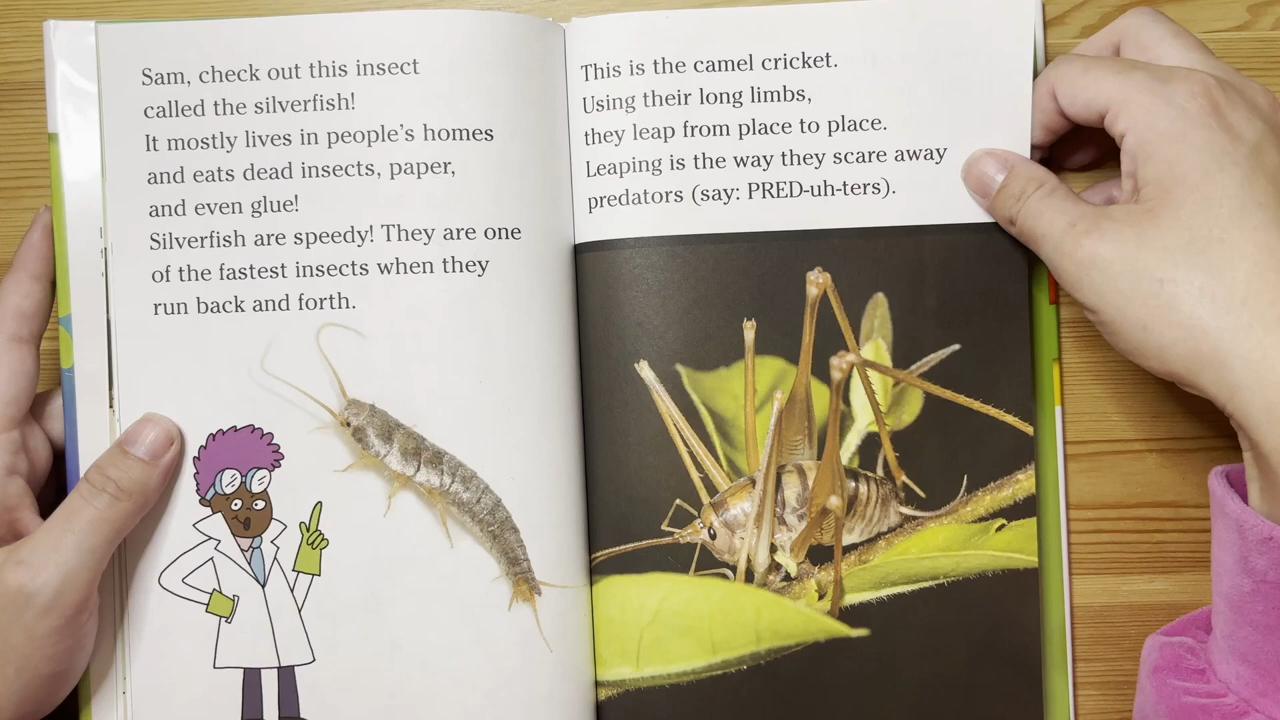 Sam, check out this insect
called the silverfish!
It mostly lives in people's homes
and eats dead insects, paper,
and even glue!
Silverfish are speedy! They are one
of the fastest insects when they
run back and forth.
This is the camel cricket.
Using their long limbs,
they leap from place to place.
Leaping is the way they scare away
predators (say: PRED-uh-ters).